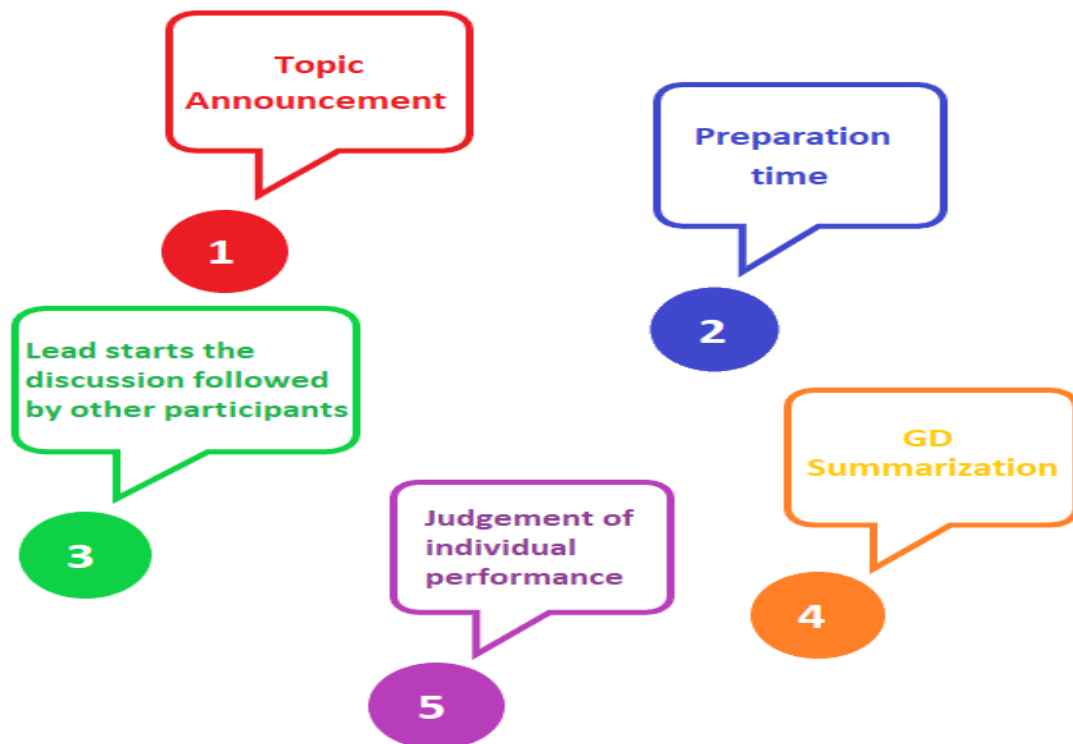 Topic
Announcement
1
Preparation
time
2
Lead starts the
discussion followed
by other participants
3
GD
Summarization
4
Judgement of
individual
performance
5